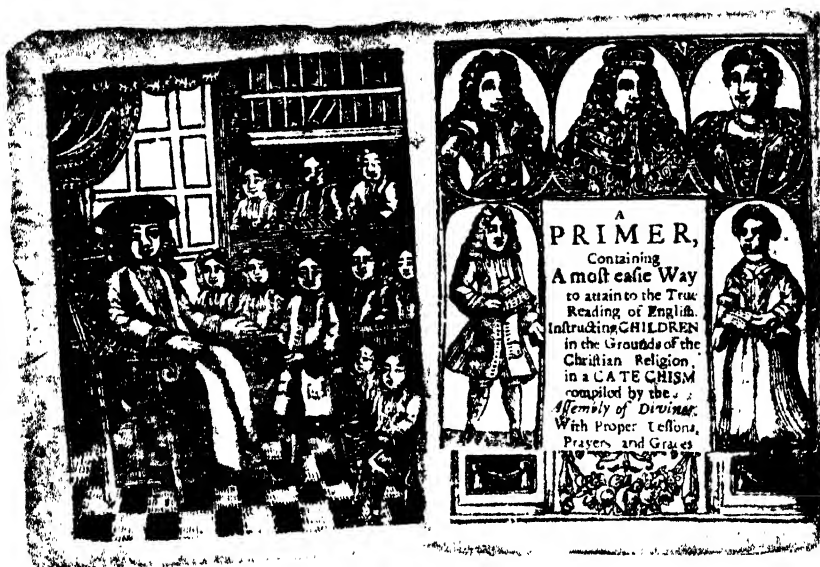 A
PRIMER,
Containing
A moſt eaſie Way
to attain to the True
Reading of Engliſh.
Inſtructing CHILDREN
in the Grounds of the
Chriſtian Religion,
in a CATECHISM
compiled by the
Aſſembly of Divines.
With Proper Leſſons,
Prayers and Graces